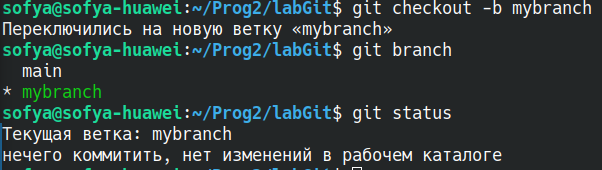 sofya@sofya-huawei:~/Prog2/labGit$ git checkout -b mybranch
Переключились на новую ветку «mybranch»
sofya@sofya-huawei:~/Prog2/labGit$ git branch
  main
* mybranch
sofya@sofya-huawei:~/Prog2/labGit$ git status
Текущая ветка: mybranch
нечего коммитить, нет изменений в рабочем каталоге